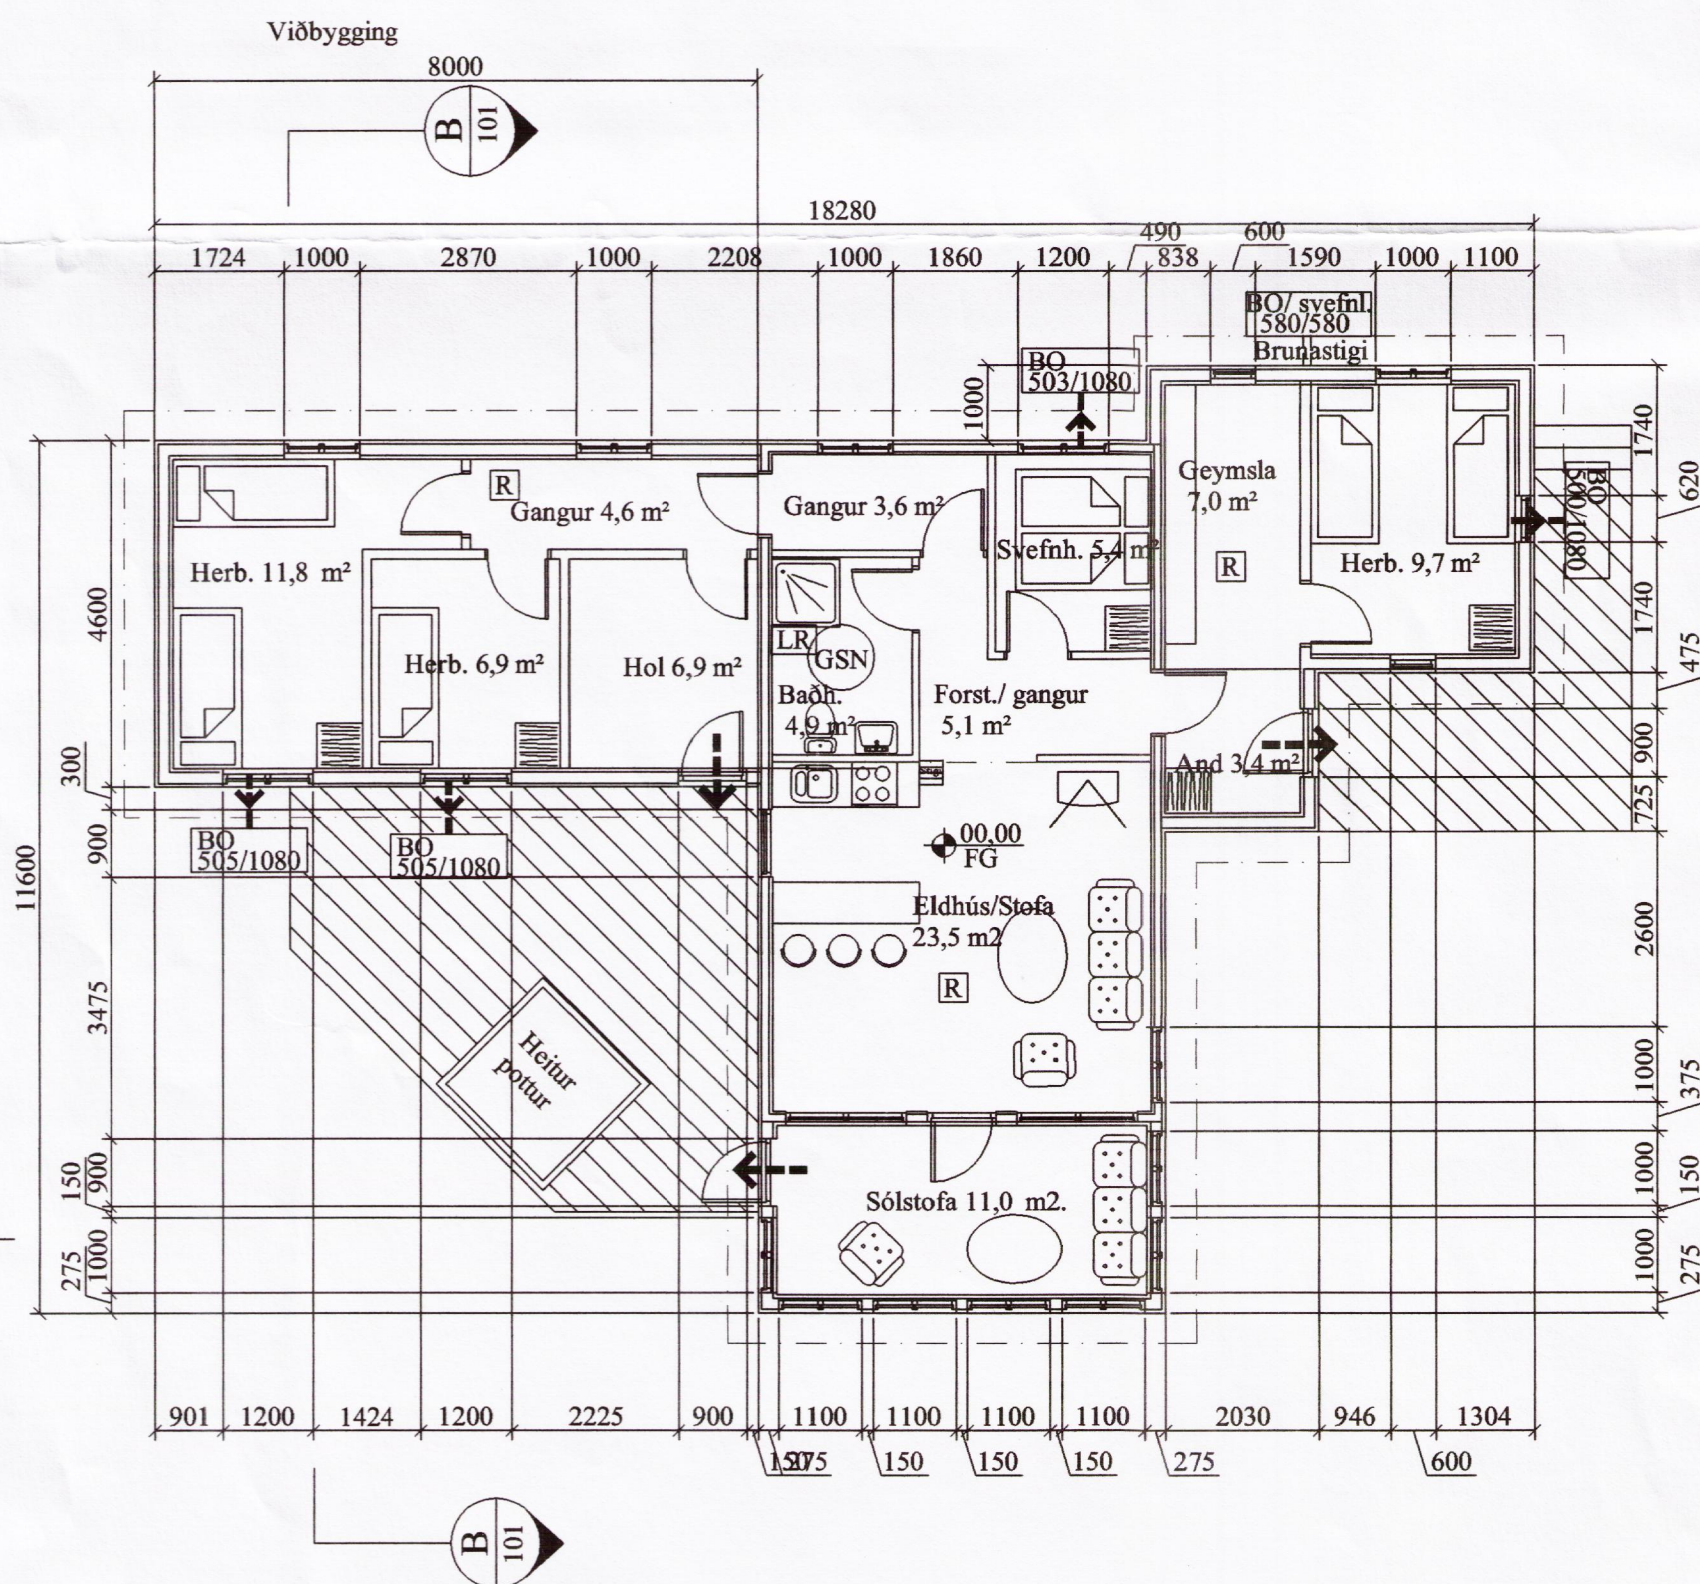 Viðbygging
8000
B
101
18280
1724 1000 2870 1000 2208 1000 1860 1200 490 838 600 1590 1000 1100
BO/ svefnl.
580/580
Brunastigi
BO
503/1080
1000
R
Gangur 4,6 m²
Gangur 3,6 m²
Svefnh. 5,4 m²
Geymsla
7,0 m²
R
Herb. 9,7 m²
BO
500/1080
Herb. 11,8 m²
Herb. 6,9 m²
Hol 6,9 m²
LR
GSN
Baðh.
4,9 m²
Forst./ gangur
5,1 m²
And 3,4 m²
BO
505/1080
BO
505/1080
00,00
FG
Eldhús/Stofa
23,5 m2
R
Heitur
pottur
Sólstofa 11,0 m2.
11600
4600
300
900
3475
900
150
1000
275
1740
620
1740
475
900
725
2600
1000
375
1000
150
1000
275
901 1200 1424 1200 2225 900 1100 1100 1100 1100 2030 946 1304
150 275 150 150 150 275 600
B
101